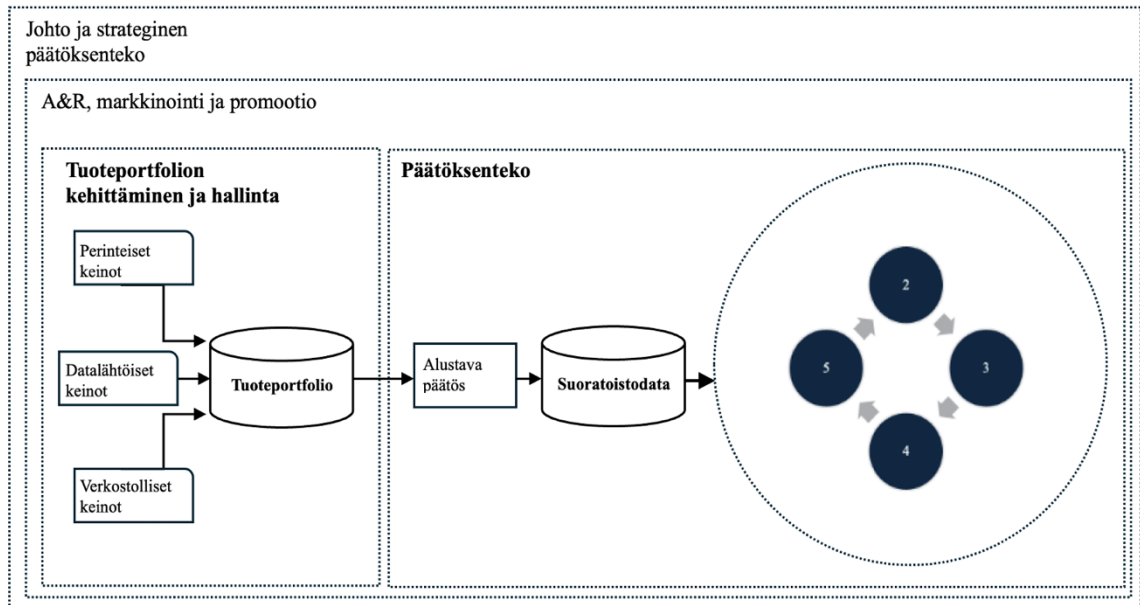 Johto ja strateginen
päätöksenteko
A&R, markkinointi ja promootio
Tuoteportfolion
kehittäminen ja hallinta
Perinteiset
keinot
Datalähtöiset
keinot
Verkostolliset
keinot
Tuoteportfolio
Päätöksenteko
Alustava
päätös
Suoratoistodata
2
3
4
5